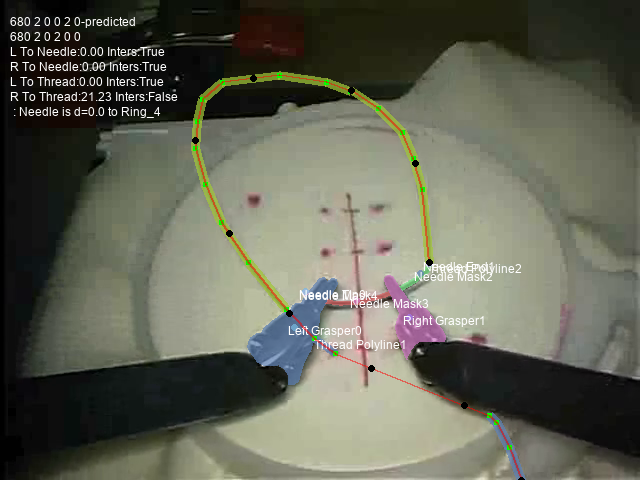 680 2 0 0 2 0-predicted
680 2 0 2 0 0
L To Needle:0.00 Inters:True
R To Needle:0.00 Inters:True
L To Thread:0.00 Inters:True
R To Thread:21.23 Inters:False
: Needle is d=0.0 to Ring_4
Thread Polyline2
Needle Mask2
Needle Mask4
Needle Mask3
Right Grasper1
Left Grasper0
Thread Polyline1